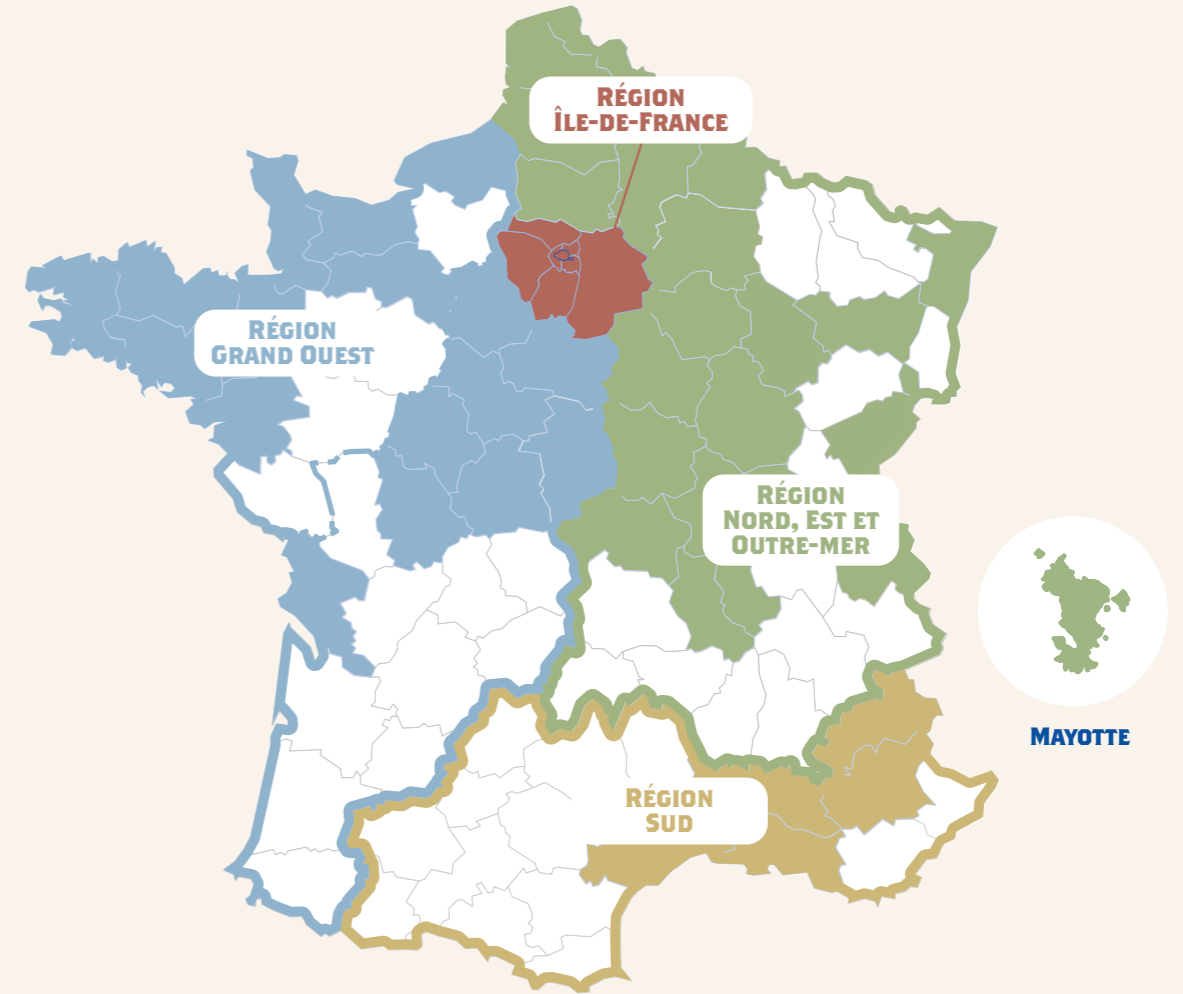 RÉGION
ÎLE-DE-FRANCE
RÉGION
GRAND OUEST
RÉGION
NORD, EST ET
OUTRE-MER
MAYOTTE
RÉGION
SUD